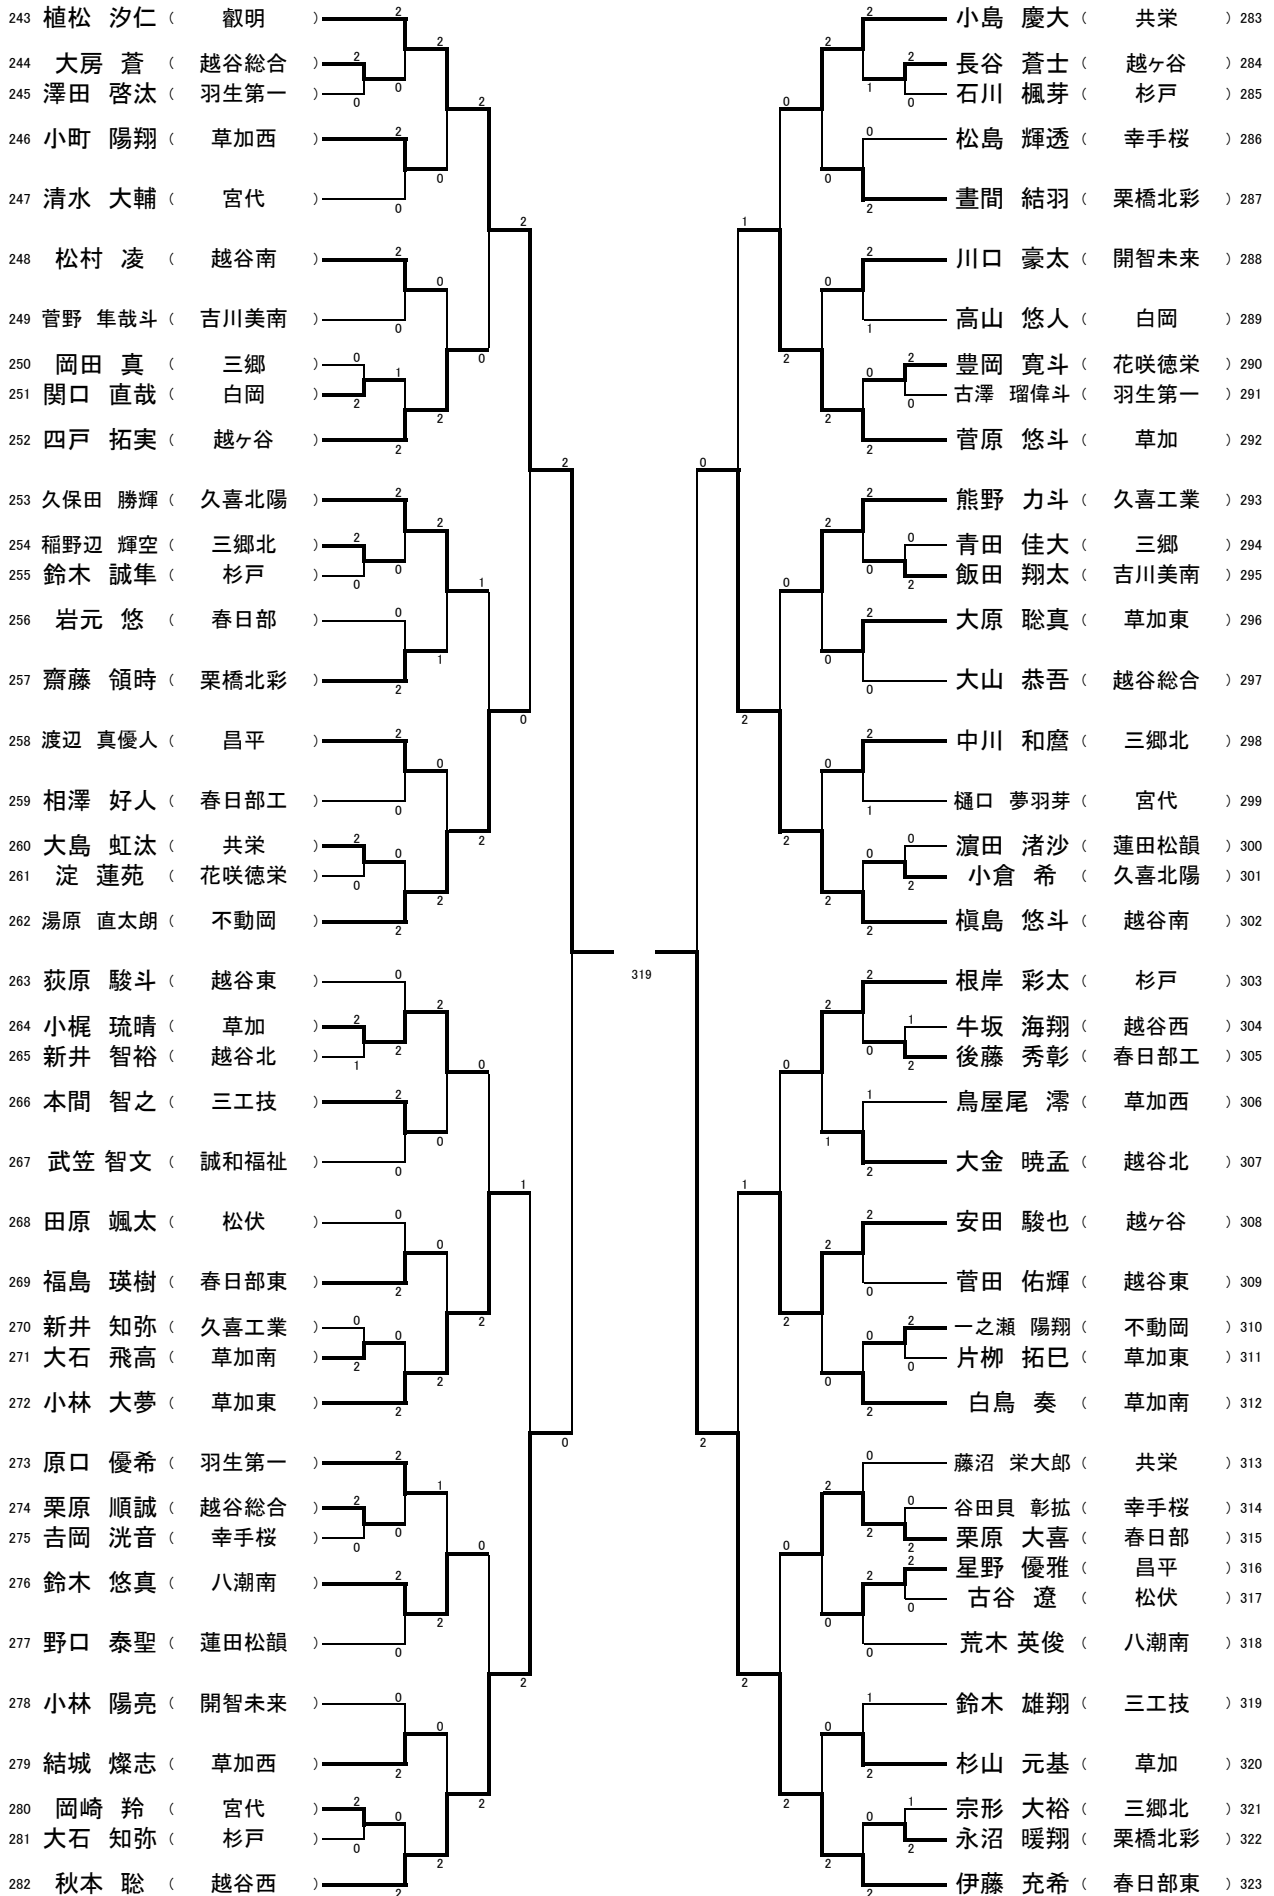 243 植松 汐仁 叡明
244 大房 蒼 ( 越谷総合 )
245 澤田 啓汰 ( 羽生第一 )
246 小町 陽翔 ( 草加西 )
247 清水 大輔 ( 宮代 )
248 松村 凌 ( 越谷南 )
249 菅野 隼哉斗 ( 吉川美南 )
250 岡田 真 ( 三郷 )
251 関口 直哉 ( 白岡 )
252 四戸 拓実 ( 越ヶ谷 )
253 久保田 勝輝 ( 久喜北陽 )
254 稲野辺 輝空 ( 三郷北 )
255 鈴木 誠隼 ( 杉戸 )
256 岩元 悠 ( 春日部 )
257 齋藤 領時 ( 栗橋北彩 )
258 渡辺 真優人 ( 昌平 )
259 相澤 好人 ( 春日部工 )
260 大島 虹汰 ( 共栄 )
261 淀 蓮苑 ( 花咲徳栄 )
262 湯原 直太朗 ( 不動岡 )
263 荻原 駿斗 ( 越谷東 )
264 小梶 琉晴 ( 草加 )
265 新井 智裕 ( 越谷北 )
266 本間 智之 ( 三工技 )
267 武笠 智文 ( 誠和福祉 )
268 田原 颯太 ( 松伏 )
269 福島 瑛樹 ( 春日部東 )
270 新井 知弥 ( 久喜工業 )
271 大石 飛高 ( 草加南 )
272 小林 大夢 ( 草加東 )
273 原口 優希 ( 羽生第一 )
274 栗原 順誠 ( 越谷総合 )
275 吉岡 洸音 ( 幸手桜 )
276 鈴木 悠真 ( 八潮南 )
277 野口 泰聖 ( 蓮田松韻 )
278 小林 陽亮 ( 開智未来 )
279 結城 燦志 ( 草加西 )
280 岡崎 羚 ( 宮代 )
281 大石 知弥 ( 杉戸 )
282 秋本 聡 ( 越谷西 )
319
小島 慶大 ( 共栄 ) 283
長谷 蒼士 ( 越ヶ谷 ) 284
石川 楓芽 ( 杉戸 ) 285
松島 輝透 ( 幸手桜 ) 286
晝間 結羽 ( 栗橋北彩 ) 287
川口 豪太 ( 開智未来 ) 288
高山 悠人 ( 白岡 ) 289
豊岡 寛斗 ( 花咲徳栄 ) 290
古澤 瑠偉斗 ( 羽生第一 ) 291
菅原 悠斗 ( 草加 ) 292
熊野 力斗 ( 久喜工業 ) 293
青田 佳大 ( 三郷 ) 294
飯田 翔太 ( 吉川美南 ) 295
大原 聡真 ( 草加東 ) 296
大山 恭吾 ( 越谷総合 ) 297
中川 和麿 ( 三郷北 ) 298
樋口 夢羽芽 ( 宮代 ) 299
濵田 渚沙 ( 蓮田松韻 ) 300
小倉 希 ( 久喜北陽 ) 301
槇島 悠斗 ( 越谷南 ) 302
根岸 彩太 ( 杉戸 ) 303
牛坂 海翔 ( 越谷西 ) 304
後藤 秀彰 ( 春日部工 ) 305
鳥屋尾 澪 ( 草加西 ) 306
大金 暁孟 ( 越谷北 ) 307
安田 駿也 ( 越ヶ谷 ) 308
菅田 佑輝 ( 越谷東 ) 309
一之瀬 陽翔 ( 不動岡 ) 310
片栁 拓巳 ( 草加東 ) 311
白鳥 奏 ( 草加南 ) 312
藤沼 栄大郎 ( 共栄 ) 313
谷田貝 彰拡 ( 幸手桜 ) 314
栗原 大喜 ( 春日部 ) 315
星野 優雅 ( 昌平 ) 316
古谷 遼 ( 松伏 ) 317
荒木 英俊 ( 八潮南 ) 318
鈴木 雄翔 ( 三工技 ) 319
杉山 元基 ( 草加 ) 320
宗形 大裕 ( 三郷北 ) 321
永沼 暖翔 ( 栗橋北彩 ) 322
伊藤 充希 ( 春日部東 ) 323